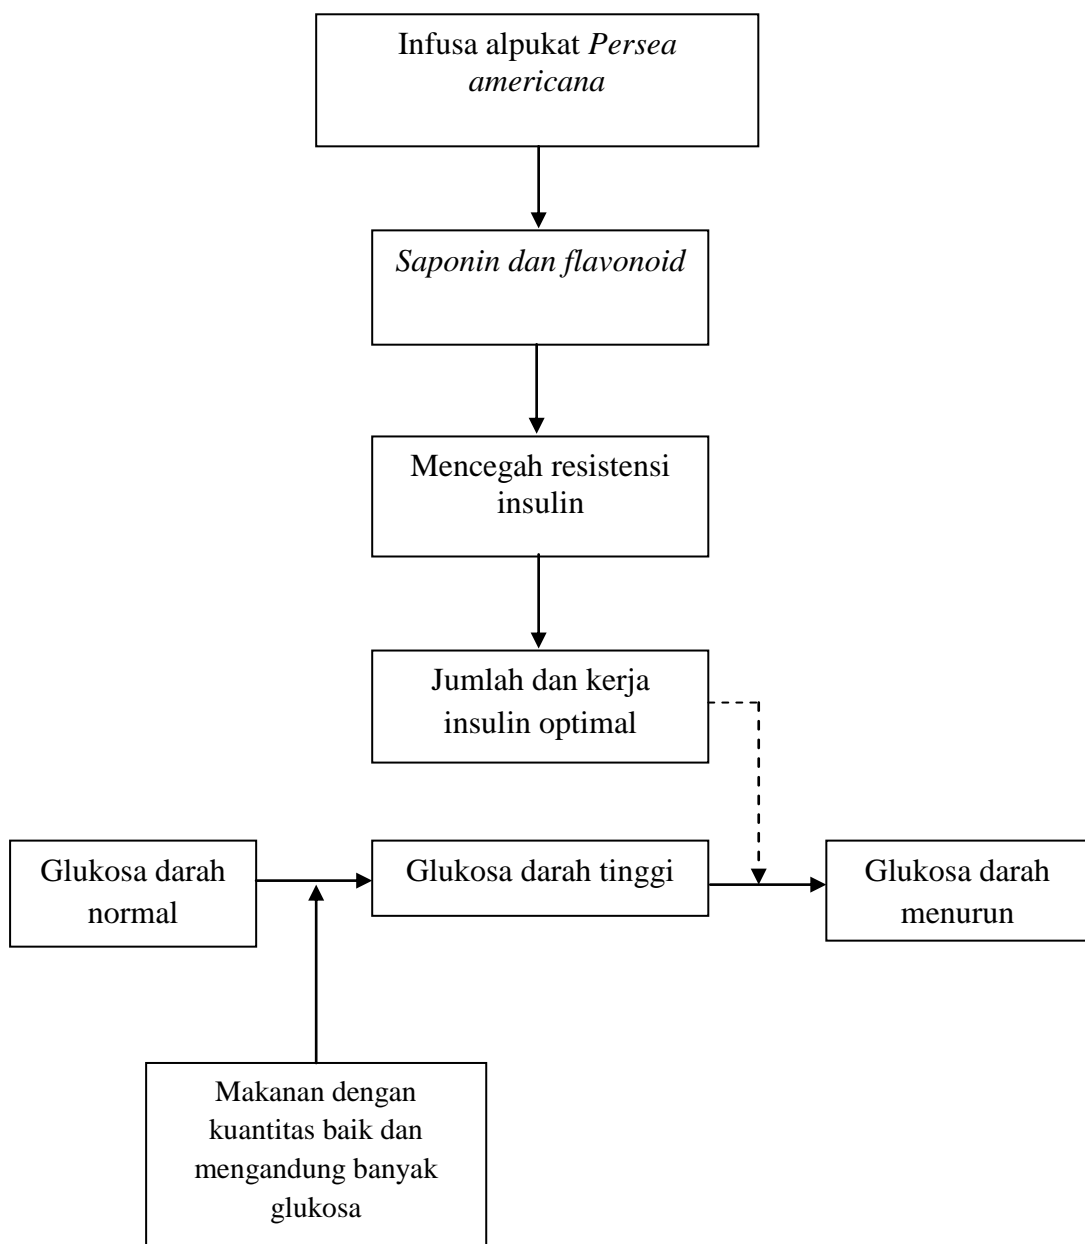 Infusa alpukat Persea
americana
Saponin dan flavonoid
Mencegah resistensi
insulin
Jumlah dan kerja
insulin optimal
Glukosa darah
normal
Glukosa darah tinggi
Glukosa darah
menurun
Makanan dengan
kuantitas baik dan
mengandung banyak
glukosa